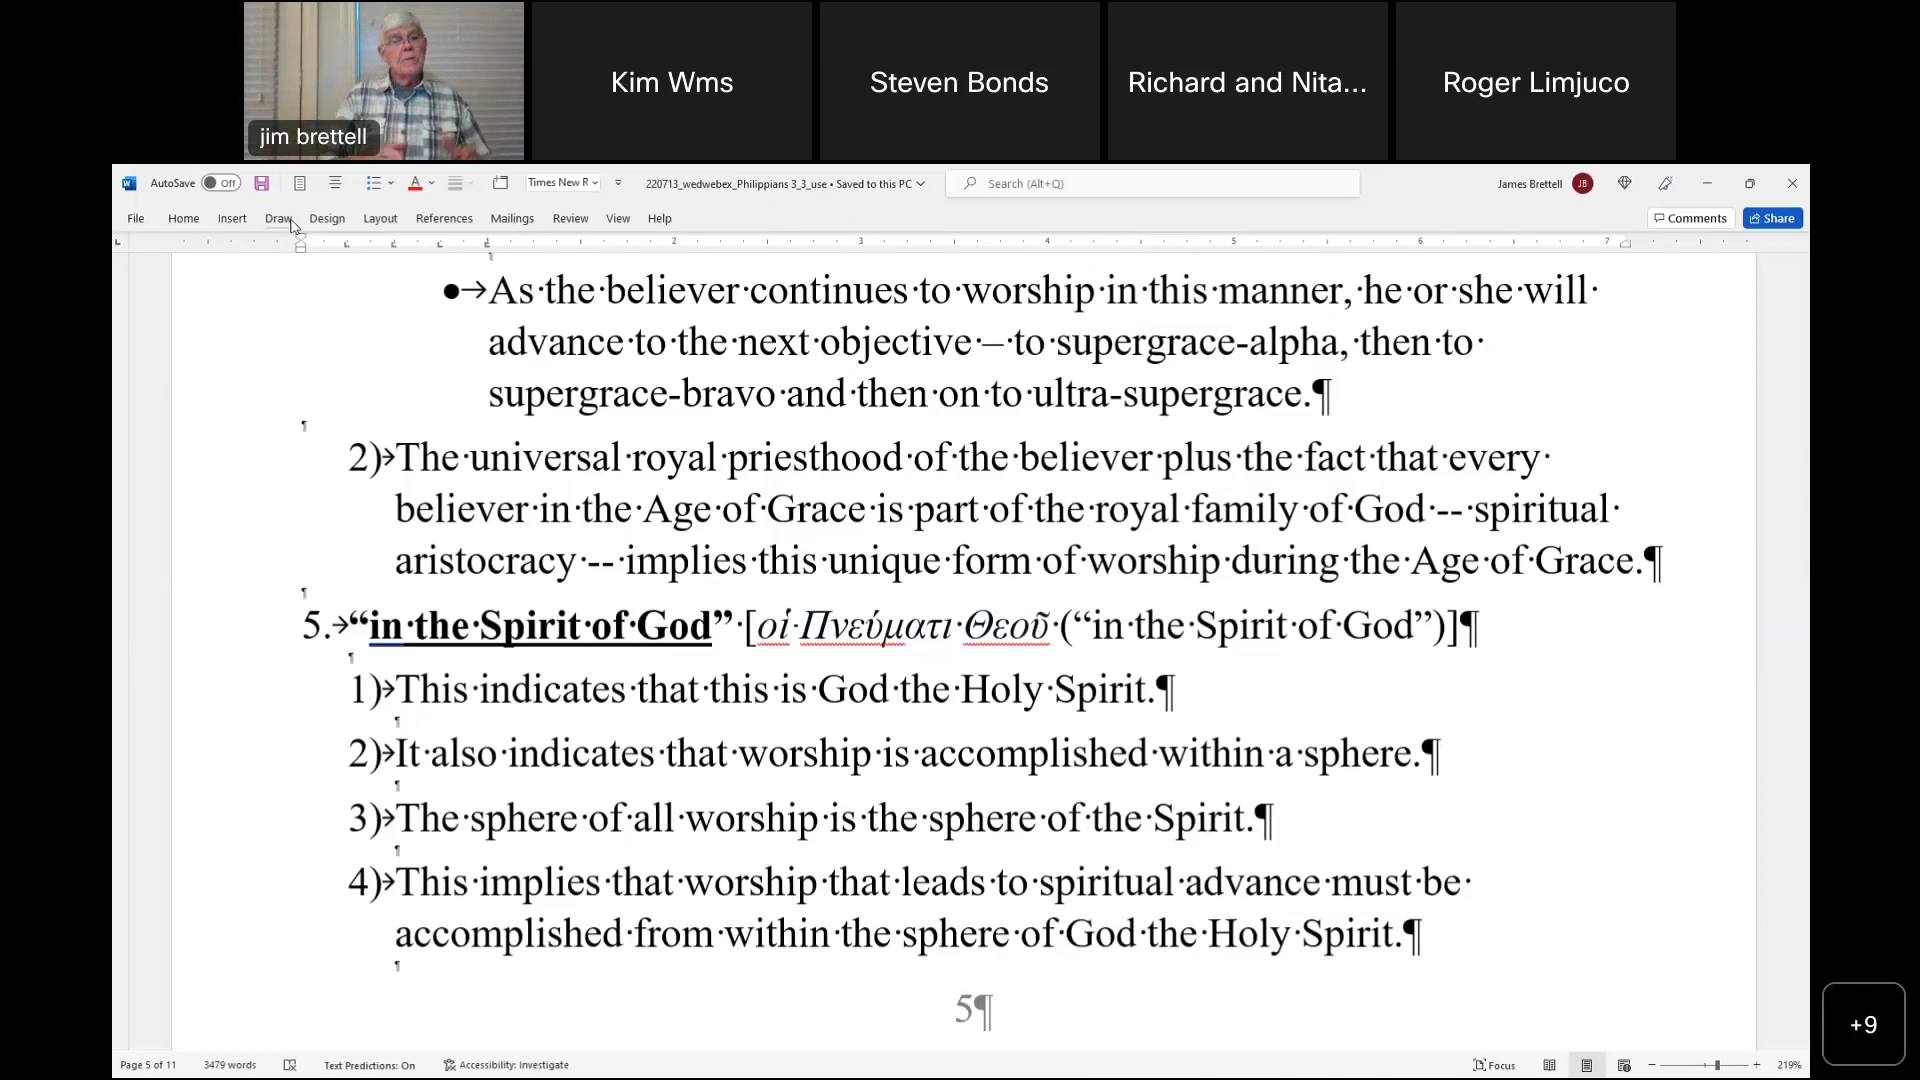 jim brettell
Kim Wms
Steven Bonds
Richard and Nita...
Roger Limjuco
AutoSave Off
Times New R
220713_wedwebex_Philippians 3_3_use • Saved to this PC
Search (Alt+Q)
James Brettell JB
File Home Insert Draw Design Layout References Mailings Review View Help
Comments Share
2 3 4 5 6 7
¶
●→As·the·believer·continues·to·worship·in·this·manner,·he·or·she·will·
advance·to·the·next·objective·–·to·supergrace-alpha,·then·to·
supergrace-bravo·and·then·on·to·ultra-supergrace.¶
¶
2)→The·universal·royal·priesthood·of·the·believer·plus·the·fact·that·every·
believer·in·the·Age·of·Grace·is·part·of·the·royal·family·of·God·--·spiritual·
aristocracy·--·implies·this·unique·form·of·worship·during·the·Age·of·Grace.¶
¶
5.→“in·the·Spirit·of·God”·[οἱ·Πνεύματι·Θεοῦ·(“in·the·Spirit·of·God”)]¶
¶
1)→This·indicates·that·this·is·God·the·Holy·Spirit.¶
¶
2)→It·also·indicates·that·worship·is·accomplished·within·a·sphere.¶
¶
3)→The·sphere·of·all·worship·is·the·sphere·of·the·Spirit.¶
¶
4)→This·implies·that·worship·that·leads·to·spiritual·advance·must·be·
accomplished·from·within·the·sphere·of·God·the·Holy·Spirit.¶
¶
5¶
+9
Page 5 of 11 3479 words Text Predictions: On Accessibility: Investigate Focus 219%